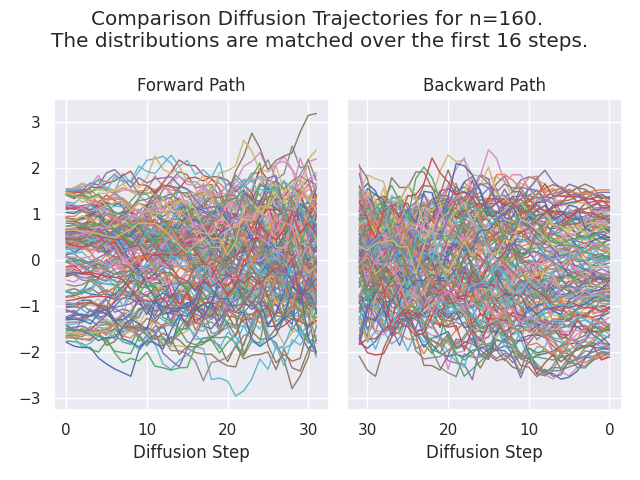 Comparison Diffusion Trajectories for n=160.
The distributions are matched over the first 16 steps.
Forward Path
Backward Path
3
2
1
0
−1
−2
−3
0 10 20 30
30 20 10 0
Diffusion Step
Diffusion Step